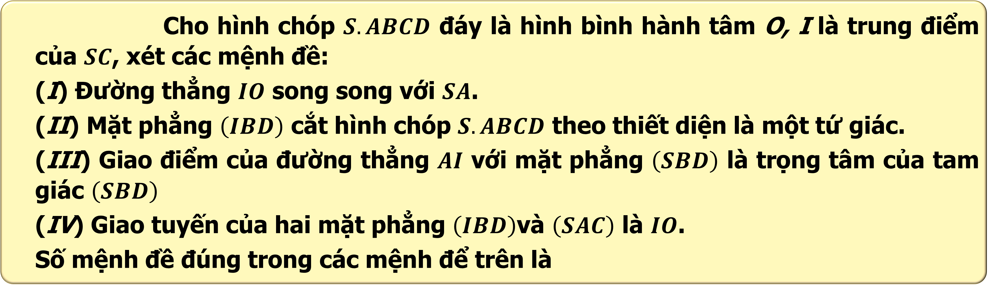 Cho hình chóp S.ABCD đáy là hình bình hành tâm O, I là trung điểm
của SC, xét các mệnh đề:
(I) Đường thẳng IO song song với SA.
(II) Mặt phẳng (IBD) cắt hình chóp S.ABCD theo thiết diện là một tứ giác.
(III) Giao điểm của đường thẳng AI với mặt phẳng (SBD) là trọng tâm của tam
giác (SBD)
(IV) Giao tuyến của hai mặt phẳng (IBD)và (SAC) là IO.
Số mệnh đề đúng trong các mệnh để trên là